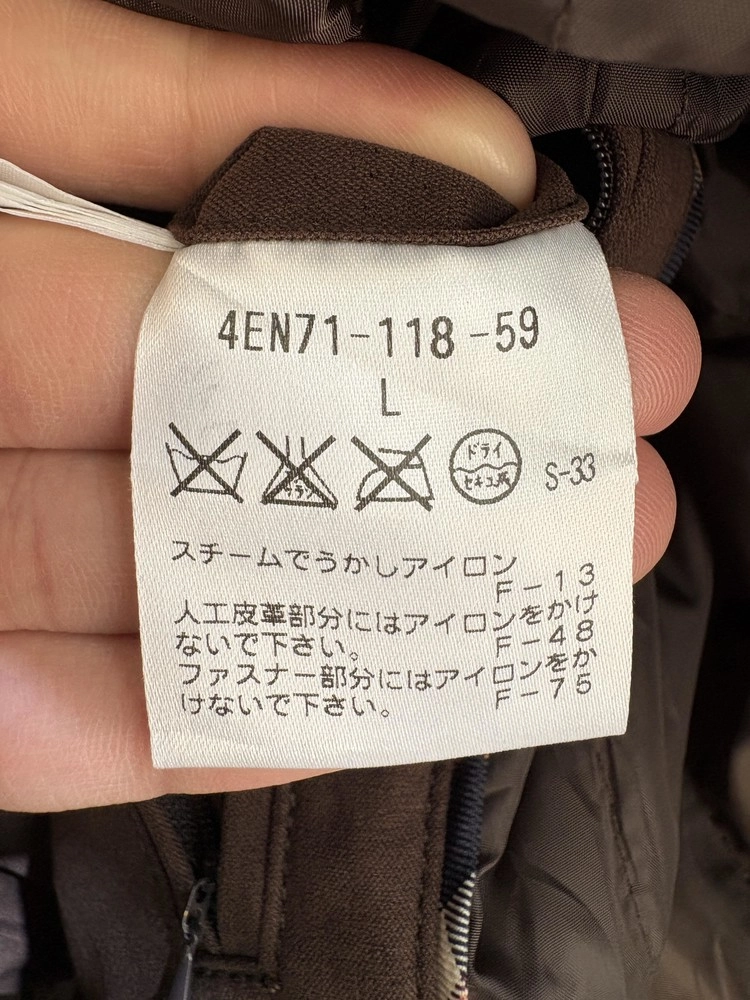 4EN71-118-59
L
ドライ
セキユ系
S-33
スチームでうかしアイロン
F-13
人工皮革部分にはアイロンをかけ
ないで下さい。 F-48
ファスナー部分にはアイロンをか
けないで下さい。 F-75